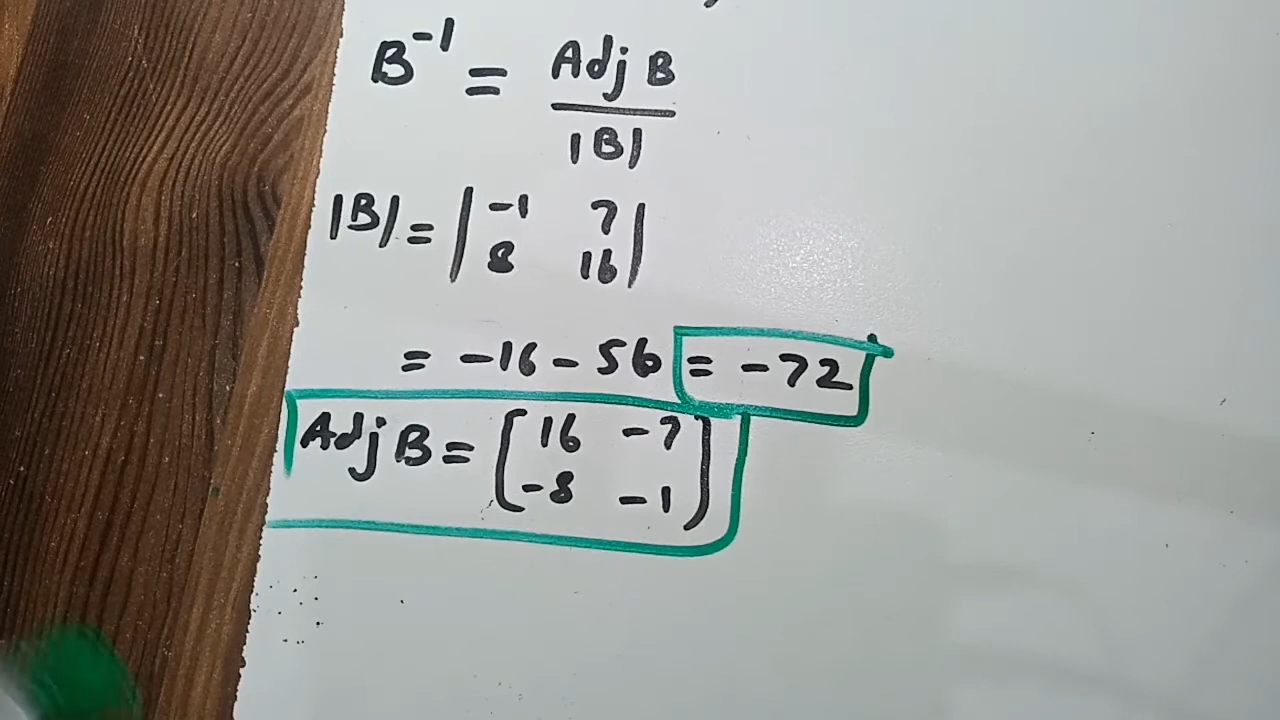 B⁻¹ = Adj B
|B|
|B| = | -1 7 |
8 16
= -16 - 56 = -72
Adj B = [ 16 -7 ]
-8 -1